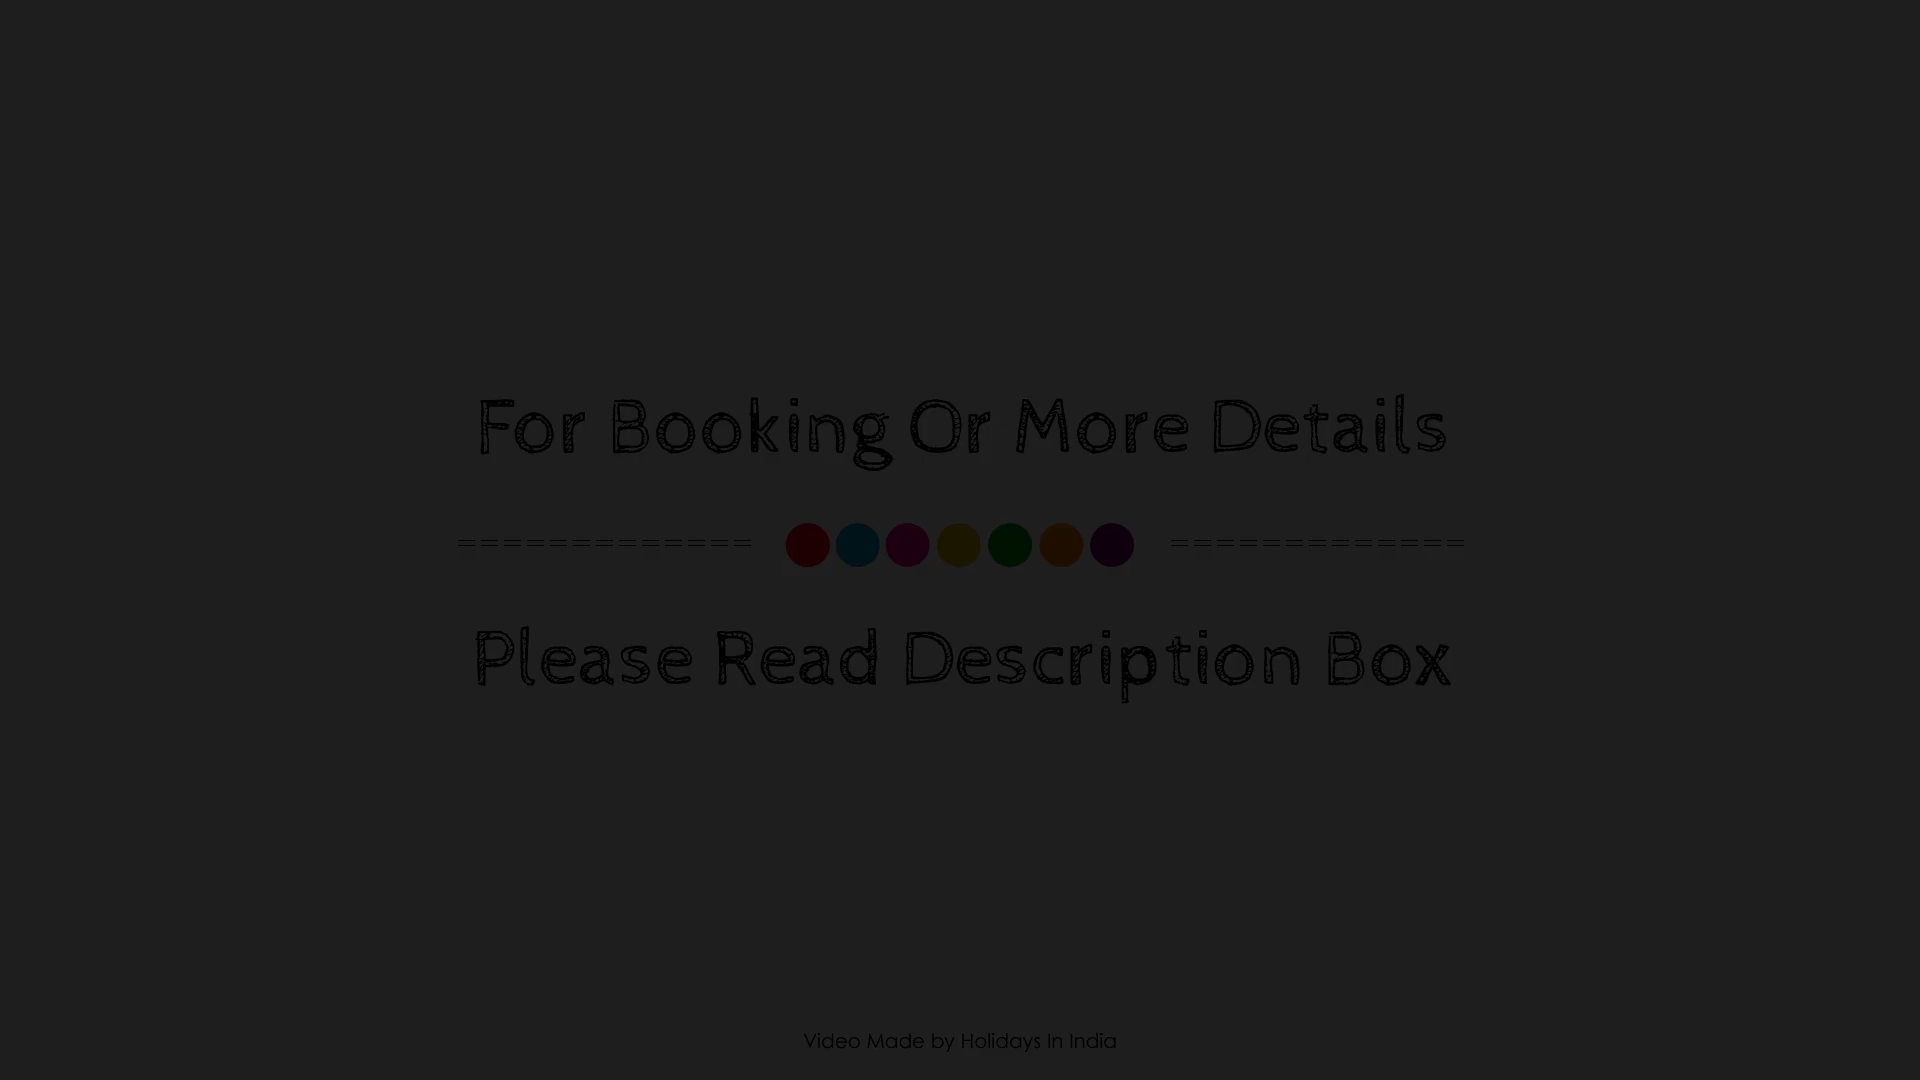 For Booking Or More Details
============= =============
Please Read Description Box
Video Made by Holidays In India